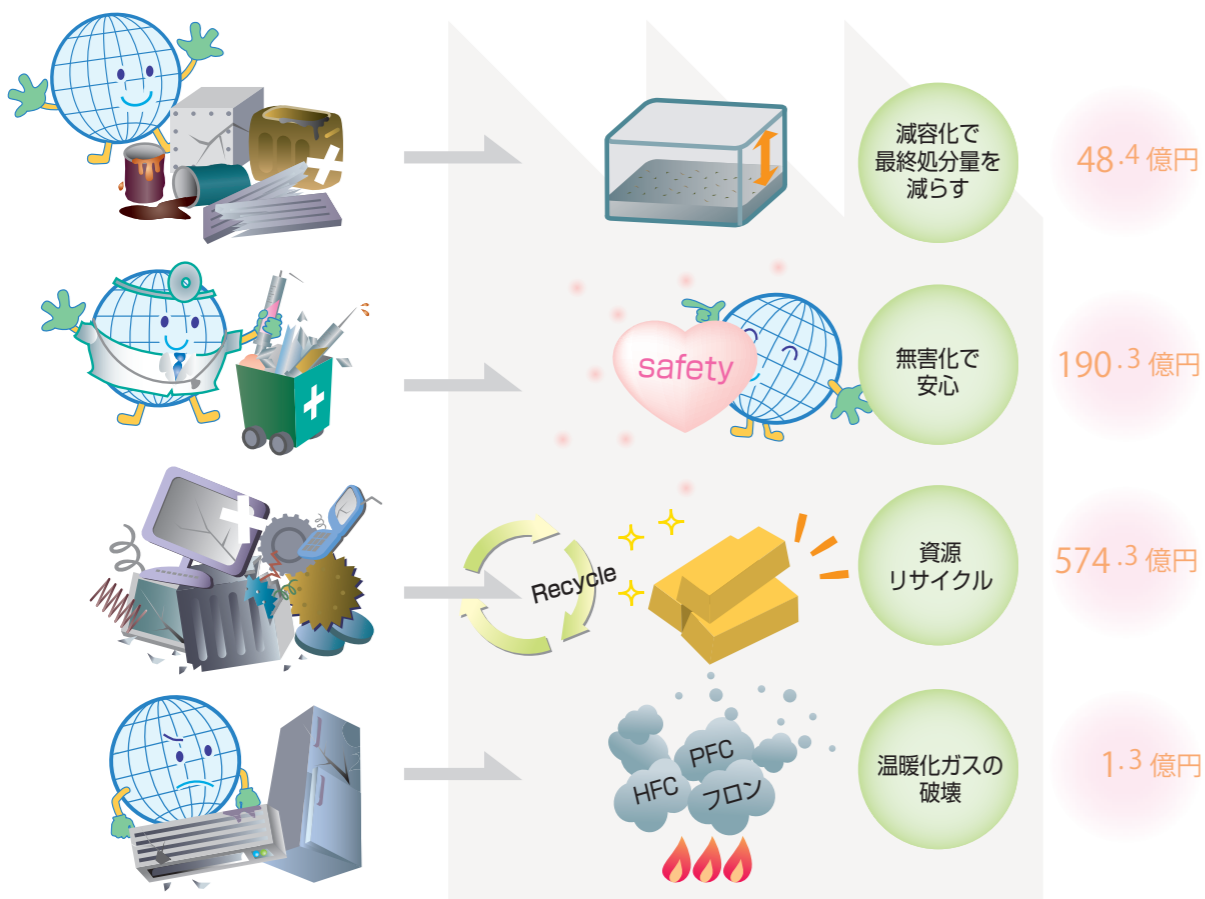 減容化で
最終処分量を
減らす
48.4 億円
safety
無害化で
安心
190.3 億円
Recycle
資源
リサイクル
574.3 億円
PFC
HFC
フロン
温暖化ガスの
破壊
1.3 億円